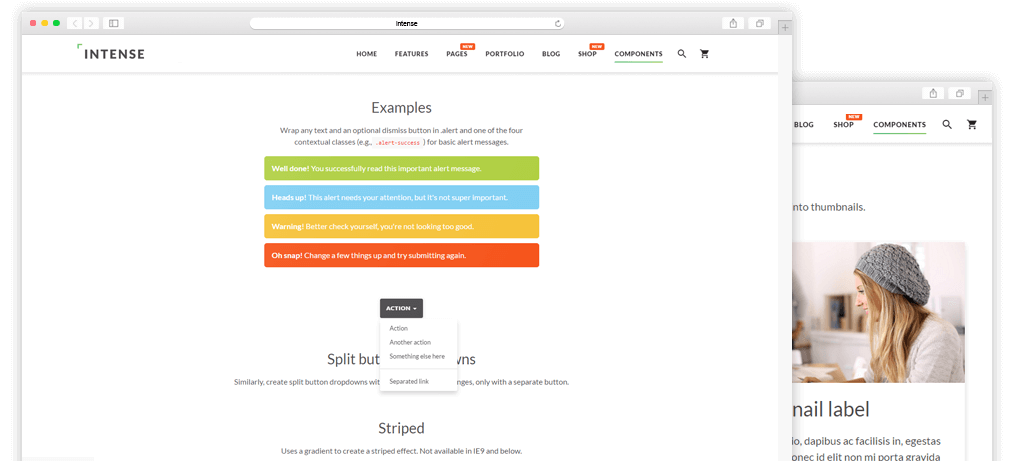 Intense
INTENSE
HOME FEATURES PAGES NEW PORTFOLIO BLOG SHOP NEW COMPONENTS
Examples
Wrap any text and an optional dismiss button in .alert and one of the four
contextual classes (e.g., .alert-success ) for basic alert messages.
Well done! You successfully read this important alert message.
Heads up! This alert needs your attention, but it's not super important.
Warning! Better check yourself, you're not looking too good.
Oh snap! Change a few things up and try submitting again.
ACTION
Action
Another action
Something else here
Separated link
Split but wns
Similarly, create split button dropdowns wit nges, only with a separate button.
Striped
Uses a gradient to create a striped effect. Not available in IE9 and below.
BLOG SHOP NEW COMPONENTS
nto thumbnails.
nail label
io, dapibus ac facilisis in, egestas
onec id elit non mi porta gravida